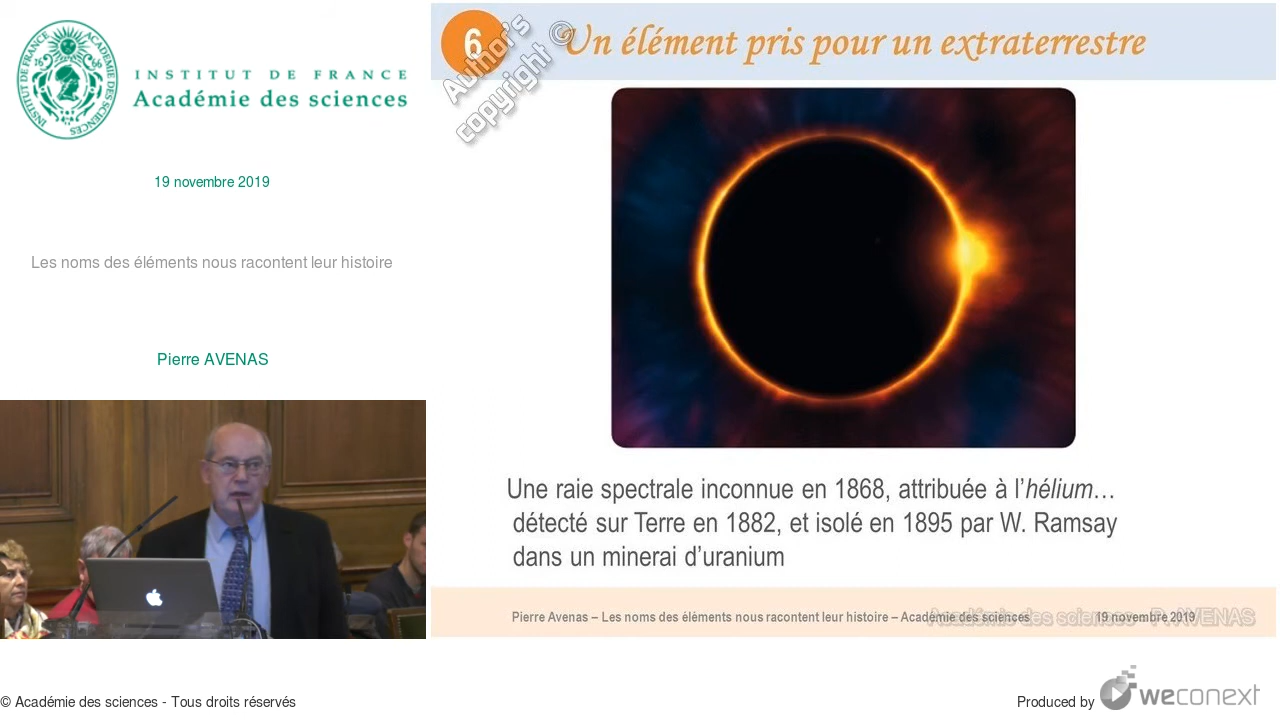 INSTITUT DE FRANCE
Académie des sciences
19 novembre 2019
Les noms des éléments nous racontent leur histoire
Pierre AVENAS
6
Un élément pris pour un extraterrestre
Author's
copyright ©
Une raie spectrale inconnue en 1868, attribuée à l'hélium…
détecté sur Terre en 1882, et isolé en 1895 par W. Ramsay
dans un minerai d'uranium
Pierre Avenas – Les noms des éléments nous racontent leur histoire – Académie des sciences 19 novembre 2019
Académie des sciences - P. AVENAS
© Académie des sciences - Tous droits réservés
Produced by weconext